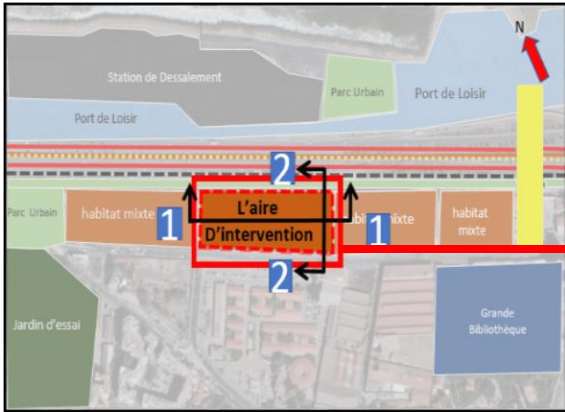 N
Station de Dessalement
Parc Urbain
Port de Loisir
Port de Loisir
2
Parc Urbain
habitat mixte
1
L'aire
D'intervention
habitat mixte
1
habitat
mixte
2
Jardin d'essai
Grande
Bibliothèque